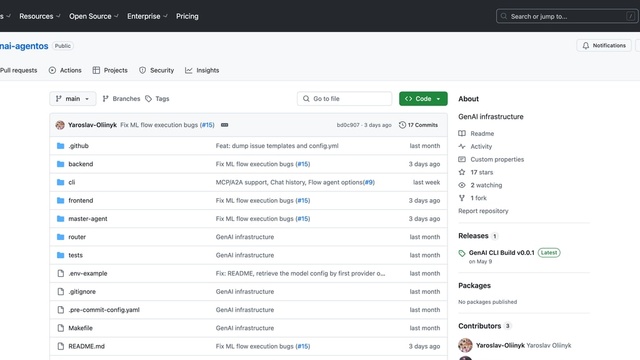 s Resources Open Source Enterprise Pricing Search or jump to... /
nai-agentos Public Notifications
Pull requests Actions Projects Security Insights
main Branches Tags Go to file Code
Yaroslav-Oliinyk Fix ML flow execution bugs (#15) bd0c907 · 3 days ago 17 Commits
.github Feat: dump issue templates and config.yml last month
backend Fix ML flow execution bugs (#15) 3 days ago
cli MCP/A2A support, Chat history, Flow agent options(#9) last week
frontend Fix ML flow execution bugs (#15) 3 days ago
master-agent Fix ML flow execution bugs (#15) 3 days ago
router GenAI infrastructure last month
tests GenAI infrastructure last month
.env-example Fix: README, retrieve the model config by first provider o... last month
.gitignore GenAI infrastructure last month
.pre-commit-config.yaml GenAI infrastructure last month
Makefile GenAI infrastructure last month
README.md Fix ML flow execution bugs (#15) 3 days ago
About
GenAI infrastructure
Readme
Activity
Custom properties
17 stars
2 watching
1 fork
Report repository
Releases 1
GenAI CLI Build v0.0.1 Latest
on May 9
Packages
No packages published
Contributors 3
Yaroslav-Oliinyk Yaroslav Oliinyk